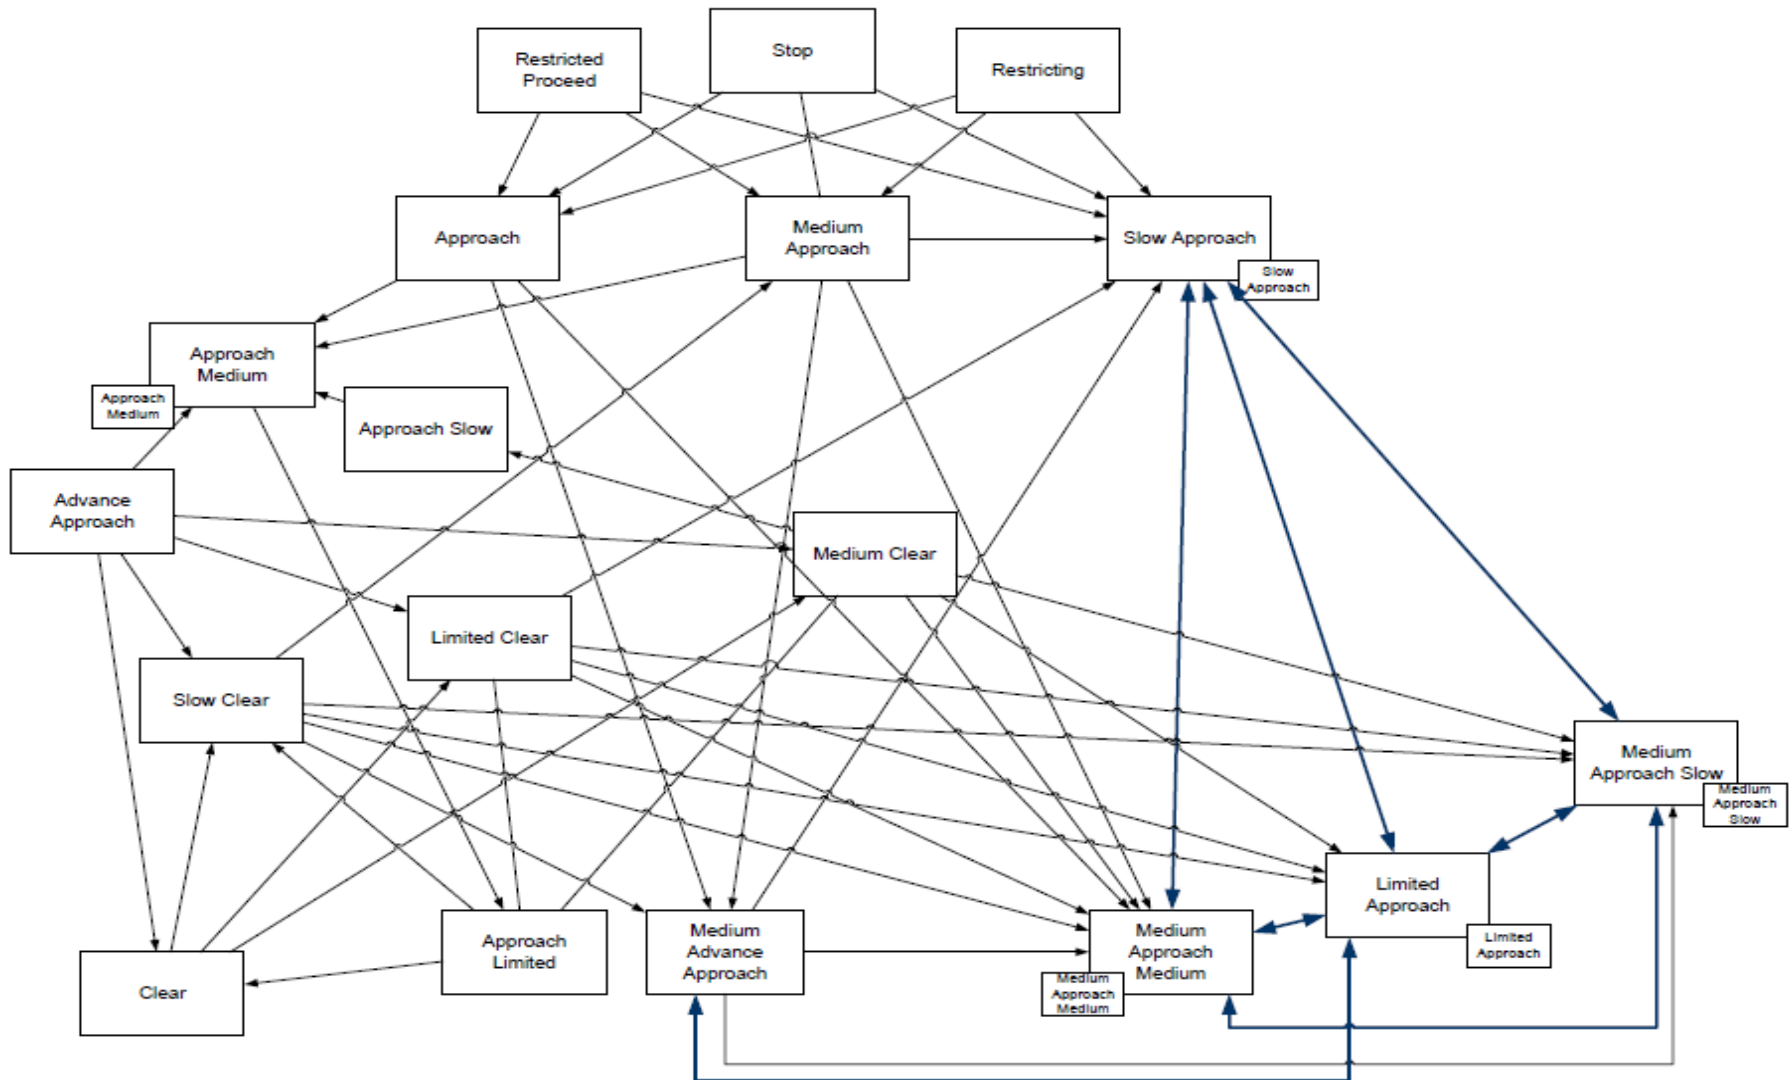 Stop
Restricted
Proceed
Restricting
Approach
Medium
Approach
Slow Approach
Slow
Approach
Approach
Medium
Approach
Medium
Approach Slow
Advance
Approach
Medium Clear
Limited Clear
Slow Clear
Medium
Approach Slow
Medium
Approach
Slow
Limited
Approach
Limited
Approach
Approach
Limited
Medium
Advance
Approach
Medium
Approach
Medium
Medium
Approach
Medium
Clear